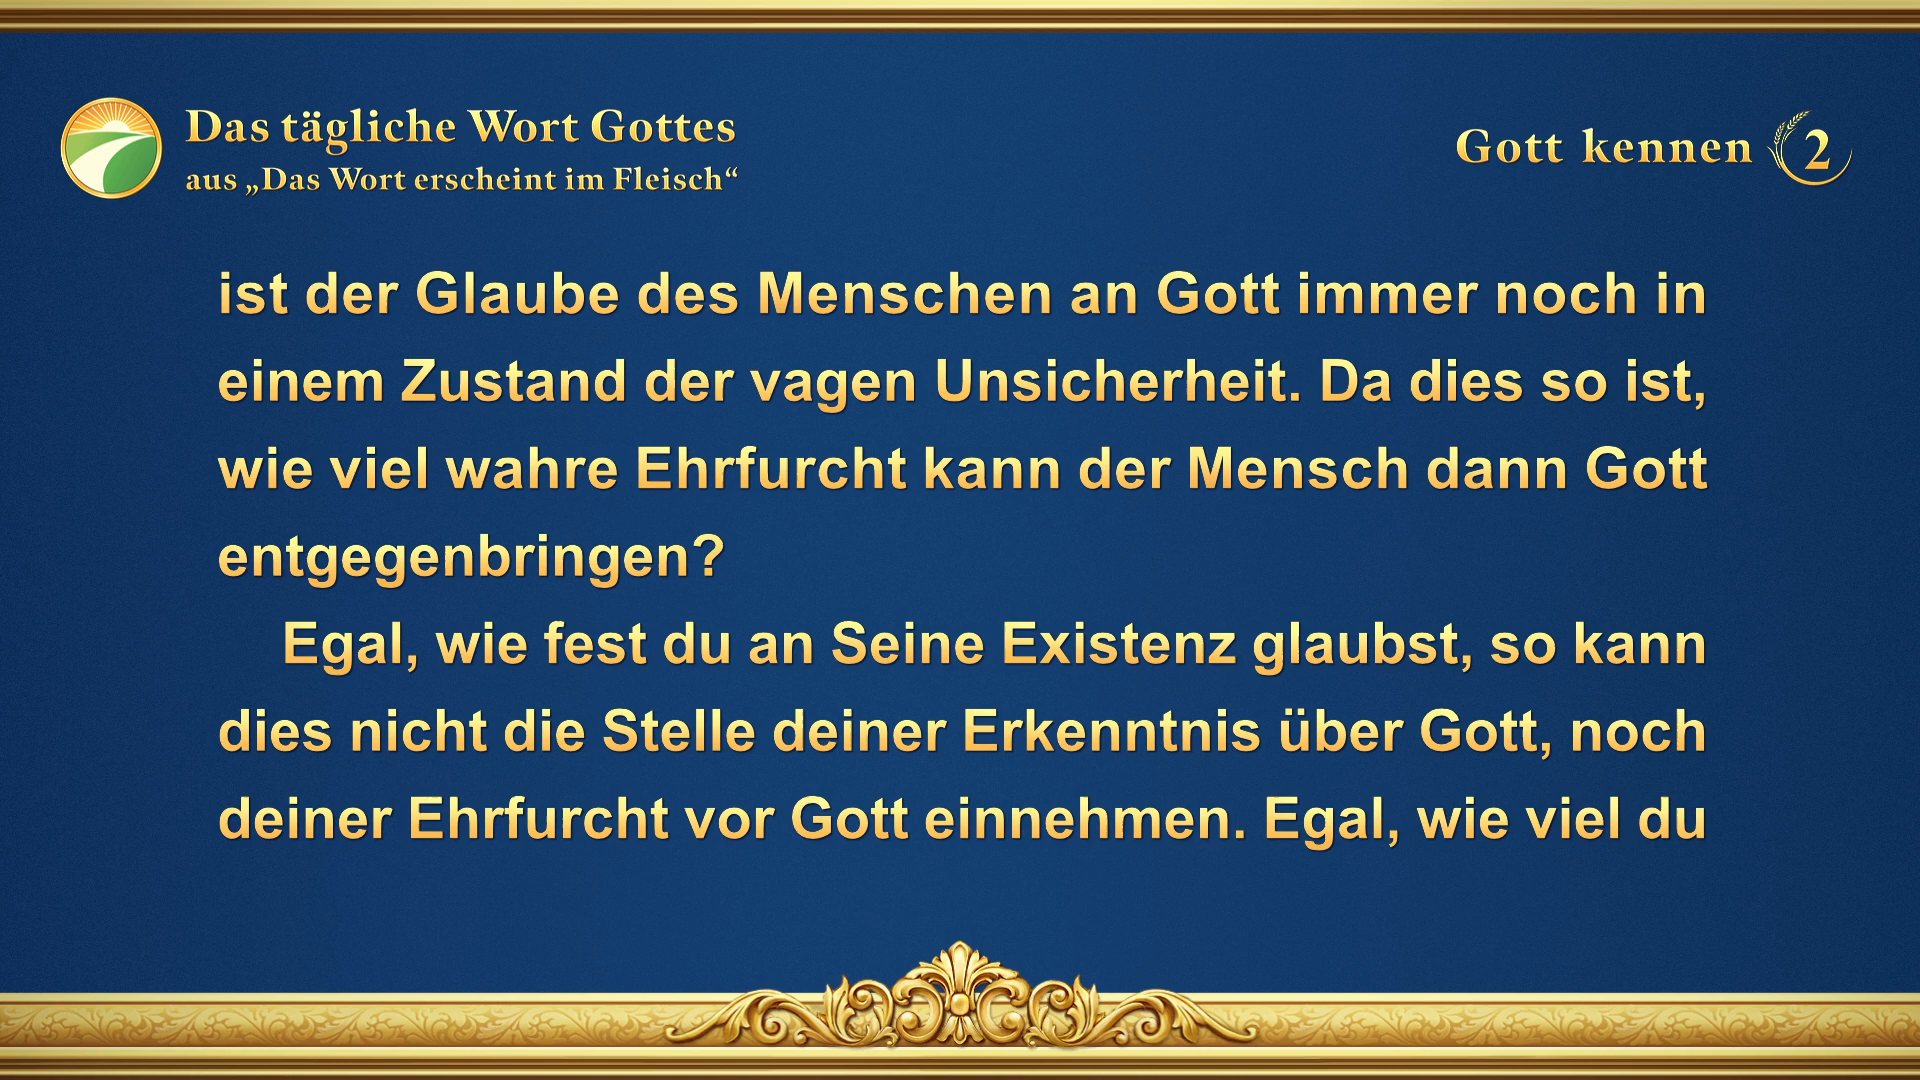 Das tägliche Wort Gottes
aus „Das Wort erscheint im Fleisch“
Gott kennen 2
ist der Glaube des Menschen an Gott immer noch in
einem Zustand der vagen Unsicherheit. Da dies so ist,
wie viel wahre Ehrfurcht kann der Mensch dann Gott
entgegenbringen?
Egal, wie fest du an Seine Existenz glaubst, so kann
dies nicht die Stelle deiner Erkenntnis über Gott, noch
deiner Ehrfurcht vor Gott einnehmen. Egal, wie viel du